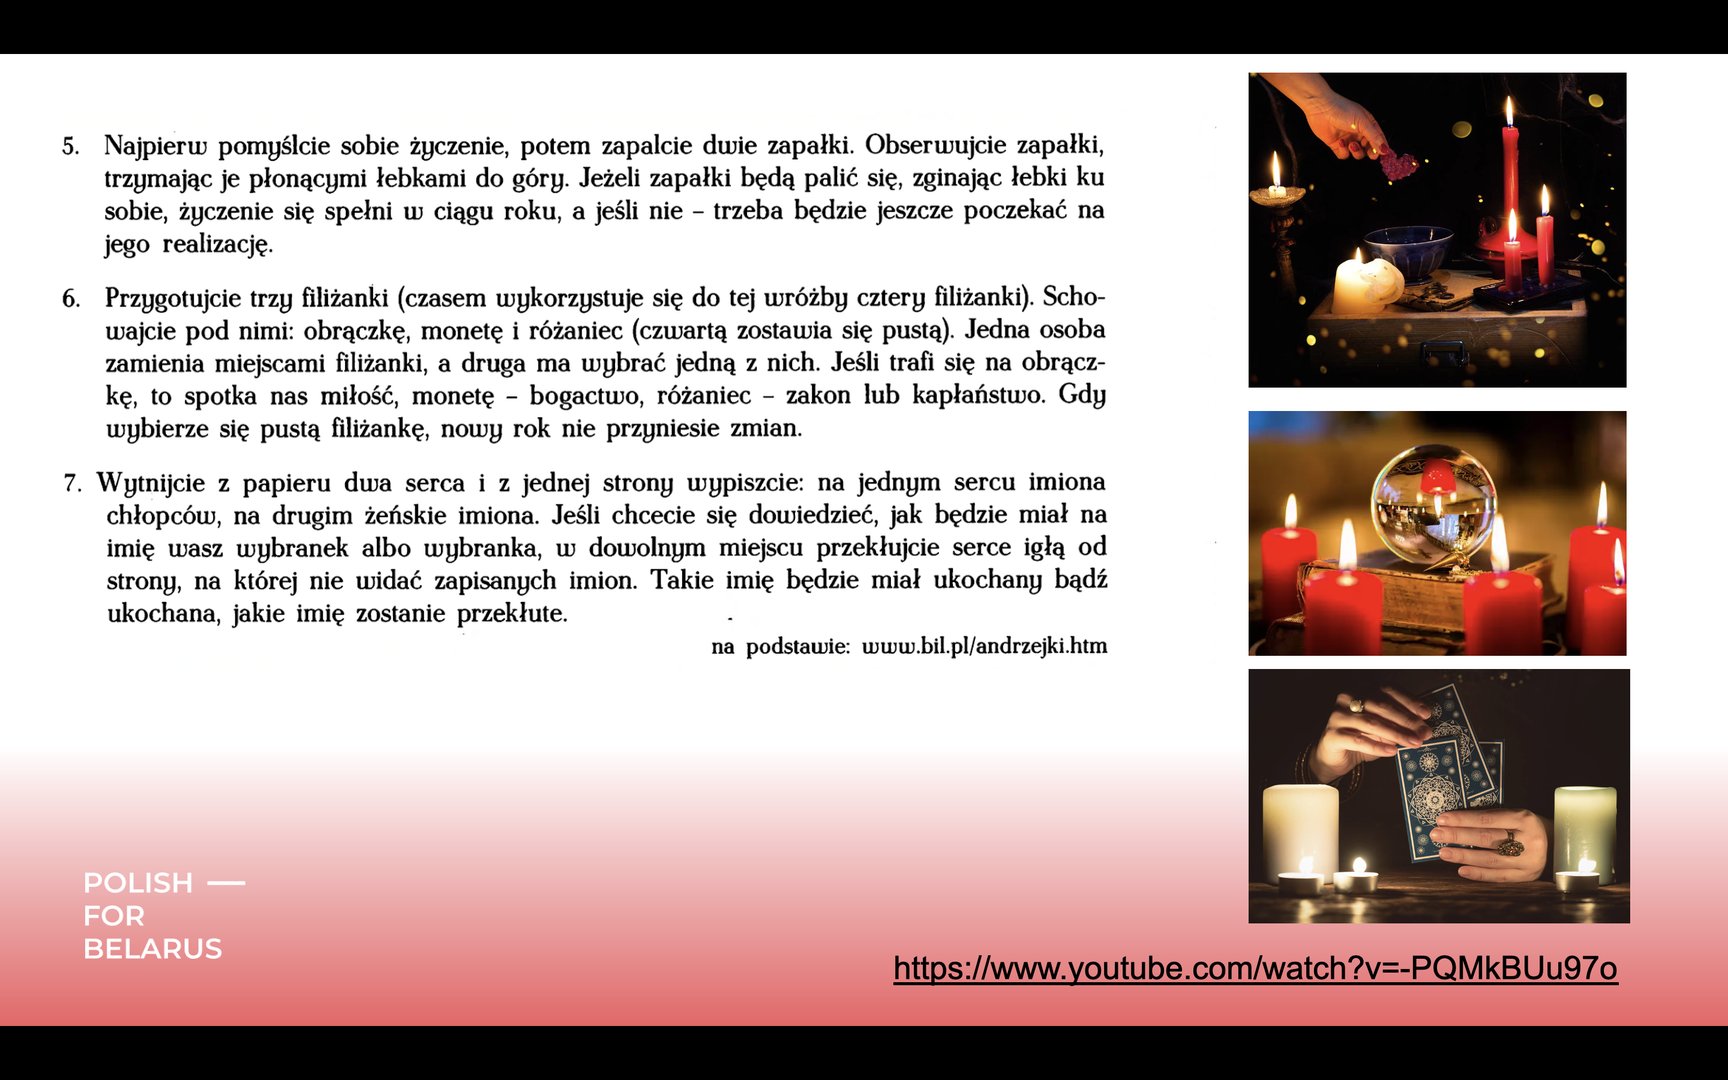 5. Najpierw pomyślcie sobie życzenie, potem zapalcie dwie zapałki. Obserwujcie zapałki,
trzymając je płonącymi łebkami do góry. Jeżeli zapałki będą palić się, zginając łebki ku
sobie, życzenie się spełni w ciągu roku, a jeśli nie – trzeba będzie jeszcze poczekać na
jego realizację.
6. Przygotujcie trzy filiżanki (czasem wykorzystuje się do tej wróżby cztery filiżanki). Scho-
wajcie pod nimi: obrączkę, monetę i różaniec (czwartą zostawia się pustą). Jedna osoba
zamienia miejscami filiżanki, a druga ma wybrać jedną z nich. Jeśli trafi się na obrącz-
kę, to spotka nas miłość, monetę – bogactwo, różaniec – zakon lub kapłaństwo. Gdy
wybierze się pustą filiżankę, nowy rok nie przyniesie zmian.
7. Wytnijcie z papieru dwa serca i z jednej strony wypiszcie: na jednym sercu imiona
chłopców, na drugim żeńskie imiona. Jeśli chcecie się dowiedzieć, jak będzie miał na
imię wasz wybranek albo wybranka, w dowolnym miejscu przekłujcie serce igłą od
strony, na której nie widać zapisanych imion. Takie imię będzie miał ukochany bądź
ukochana, jakie imię zostanie przekłute.
na podstawie: www.bil.pl/andrzejki.htm
POLISH —
FOR
BELARUS
https://www.youtube.com/watch?v=-PQMkBUu97o